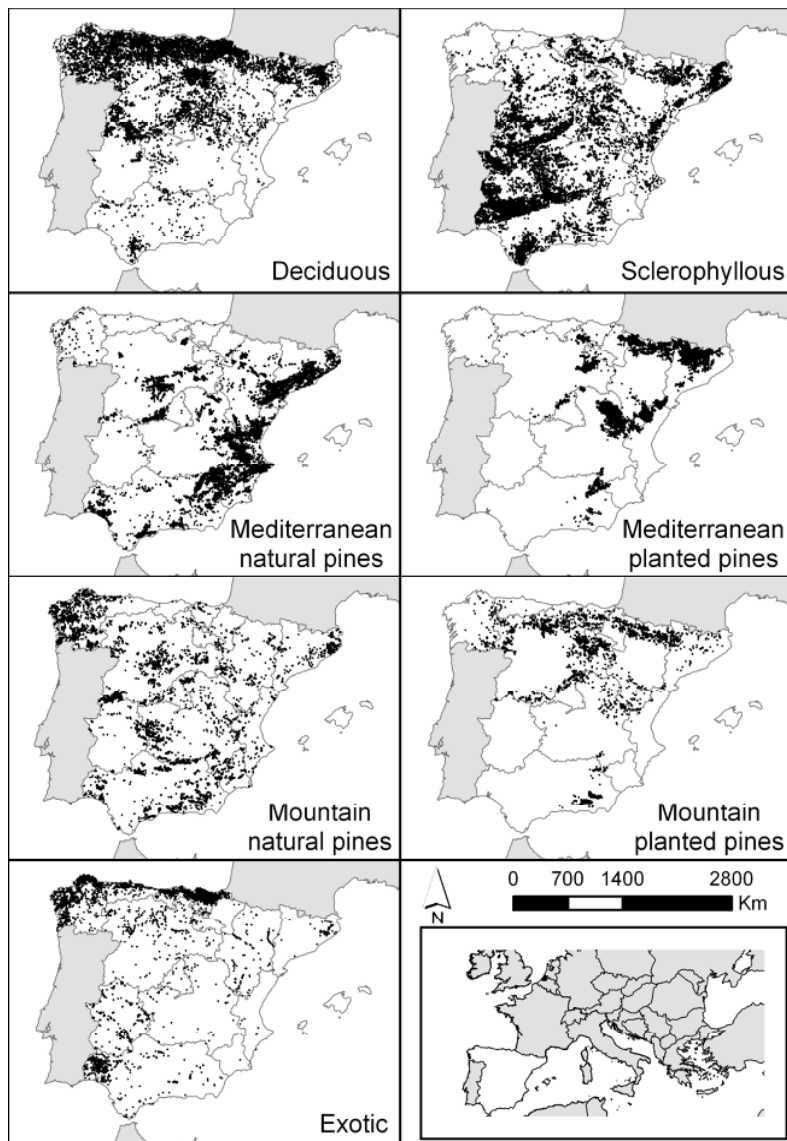 Deciduous
Sclerophyllous
Mediterranean
natural pines
Mediterranean
planted pines
Mountain
natural pines
Mountain
planted pines
Exotic
N
0 700 1400 2800
Km